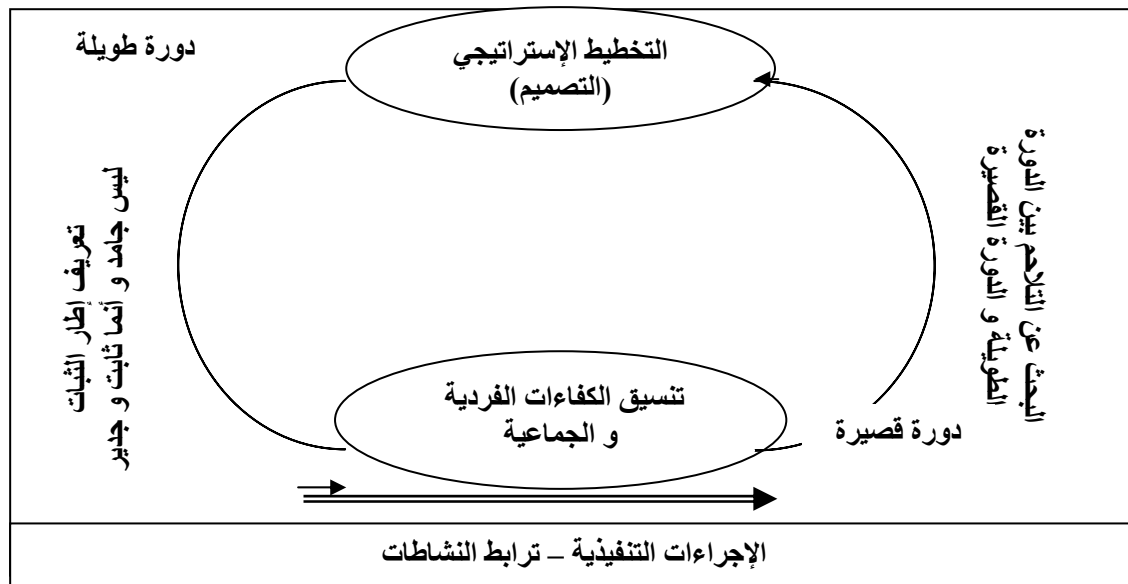 دورة طويلة
التخطيط الإستراتيجي
(التصميم)
البحث عن التلاحم بين الدورة
الطويلة و الدورة القصيرة
تعريف إطار الثبات
ليس جامد و أنما ثابت و جدير
تنسيق الكفاءات الفردية
و الجماعية
دورة قصيرة
الإجراءات التنفيذية – ترابط النشاطات